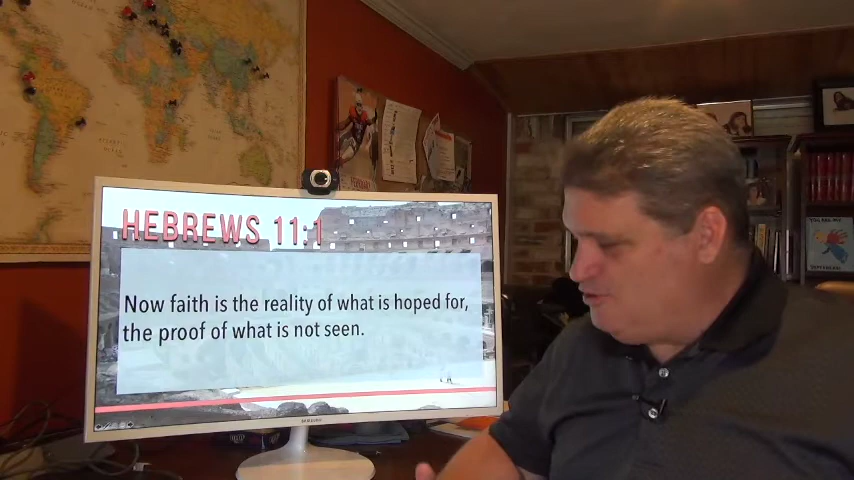 HEBREWS 11:1
Now faith is the reality of what is hoped for,
the proof of what is not seen.
SAMSUNG